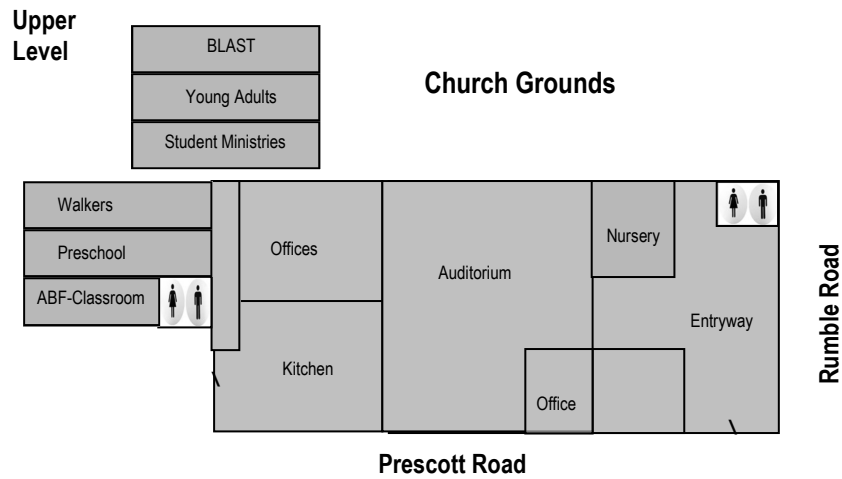 Upper
Level
BLAST
Young Adults
Student Ministries
Church Grounds
Walkers
Preschool
ABF-Classroom
Offices
Kitchen
Auditorium
Nursery
Entryway
Office
Rumble Road
Prescott Road